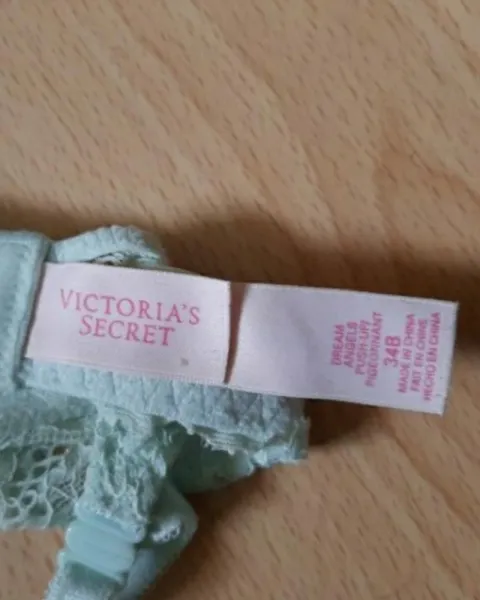 VICTORIA'S
SECRET
DREAM
ANGELS
PUSH-UP/
PIGEONNANT
34B
MADE IN CHINA
FAIT EN CHINE
HECHO EN CHINA